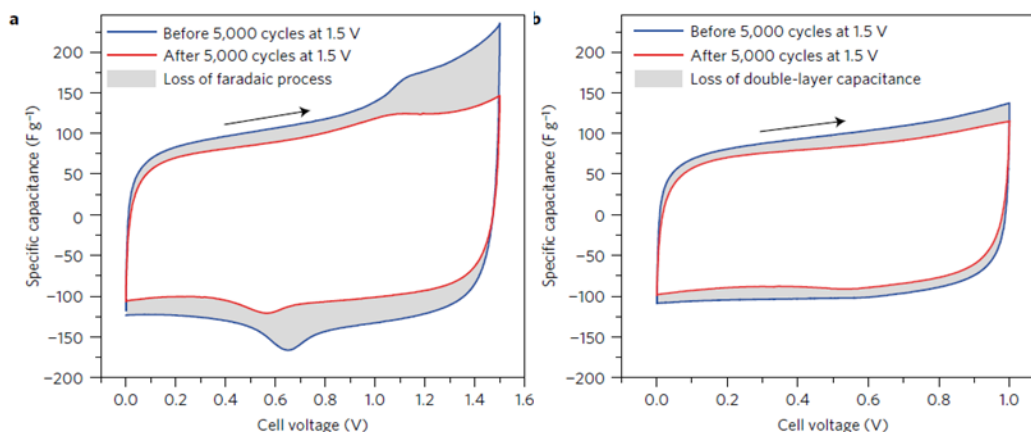 a
Before 5,000 cycles at 1.5 V
After 5,000 cycles at 1.5 V
Loss of faradaic process
Specific capacitance (F g⁻¹)
200
150
100
50
0
−50
−100
−150
−200
0.0 0.2 0.4 0.6 0.8 1.0 1.2 1.4 1.6
Cell voltage (V)
b
Before 5,000 cycles at 1.5 V
After 5,000 cycles at 1.5 V
Loss of double-layer capacitance
Specific capacitance (F g⁻¹)
200
150
100
50
0
−50
−100
−150
−200
0.0 0.2 0.4 0.6 0.8 1.0
Cell voltage (V)